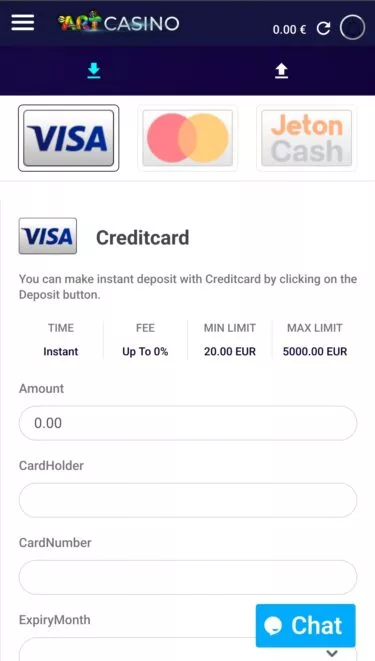 ART CASINO
0.00 €
VISA
Jeton
Cash
VISA Creditcard
You can make instant deposit with Creditcard by clicking on the
Deposit button.
TIME FEE MIN LIMIT MAX LIMIT
Instant Up To 0% 20.00 EUR 5000.00 EUR
Amount
0.00
CardHolder
CardNumber
ExpiryMonth
Chat